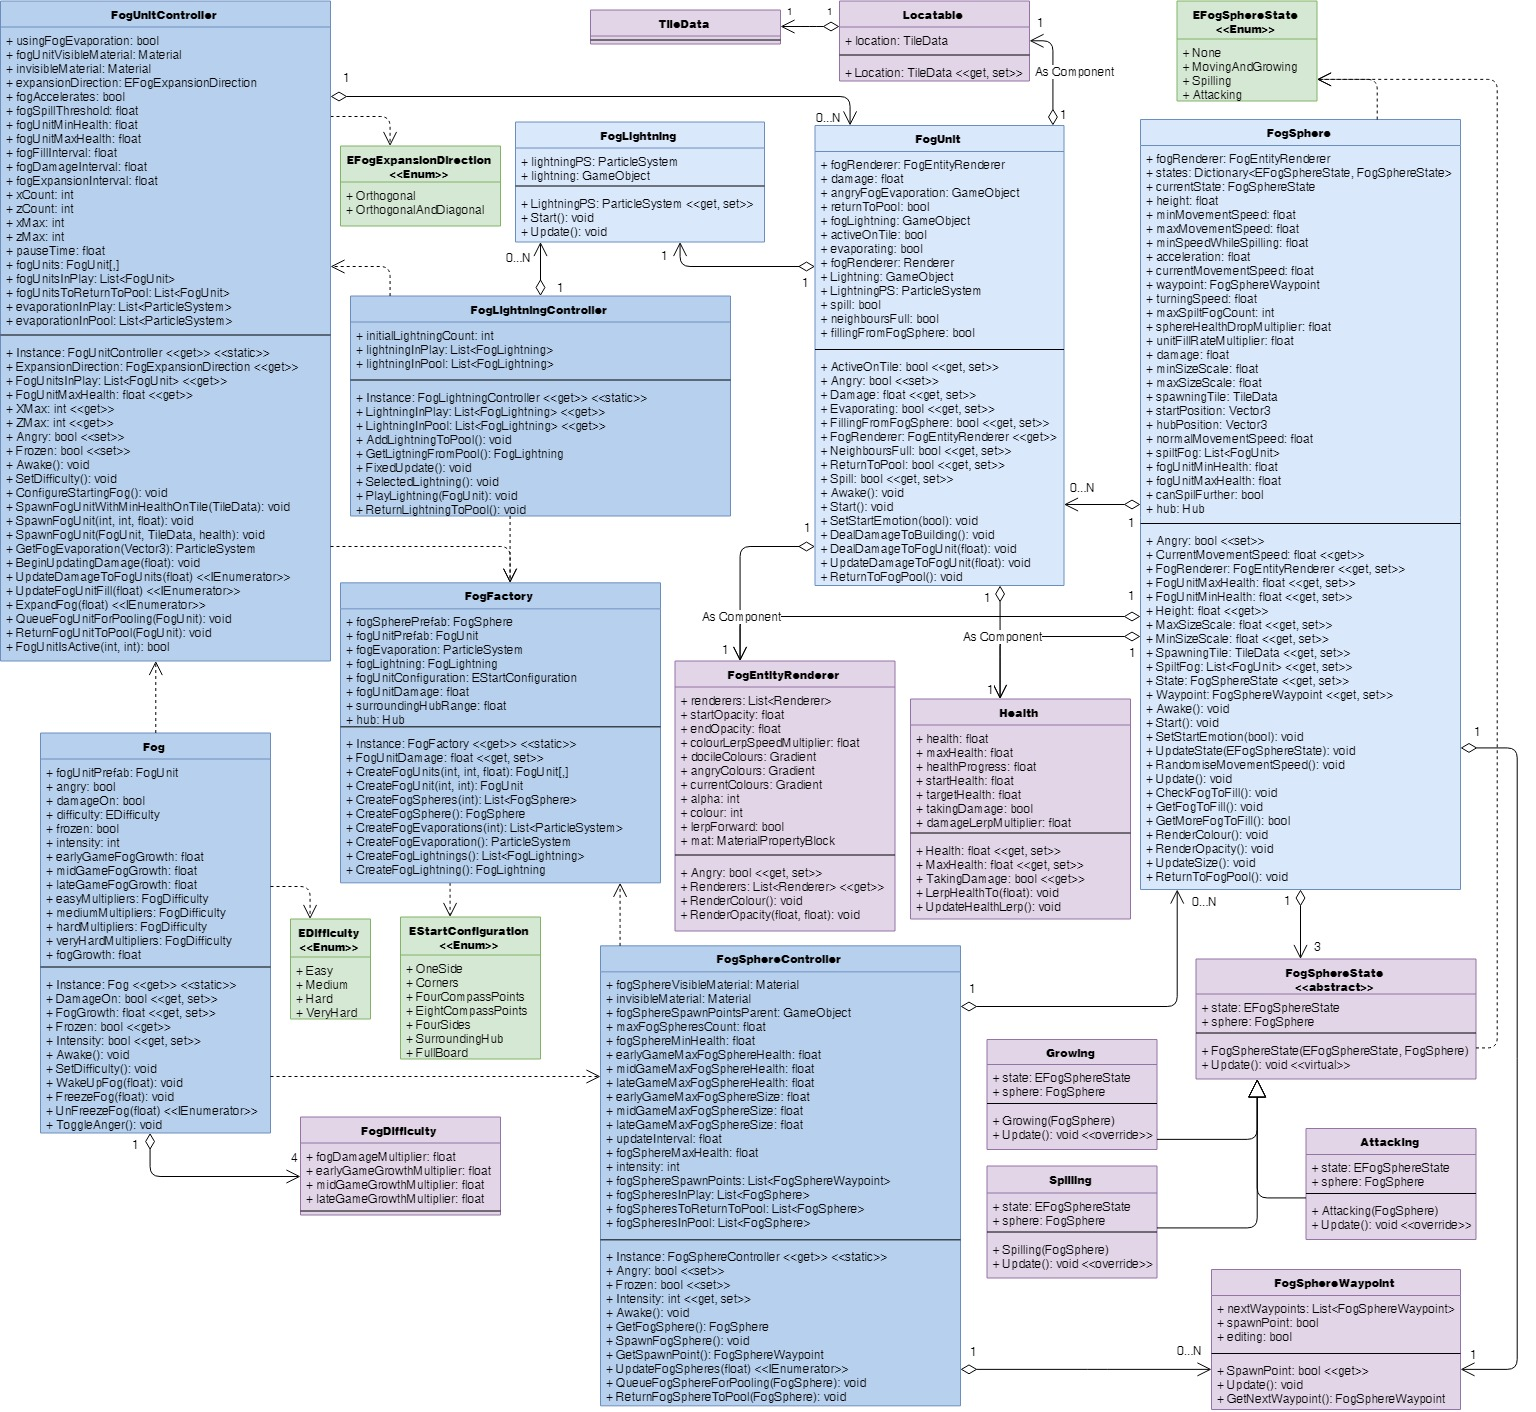 FogUnitController
+ usingFogEvaporation: bool
+ fogUnitVisibleMaterial: Material
+ invisibleMaterial: Material
+ expansionDirection: EFogExpansionDirection
+ fogAccelerates: bool
+ fogSpillThreshold: float
+ fogUnitMinHealth: float
+ fogUnitMaxHealth: float
+ fogFillInterval: float
+ fogDamageInterval: float
+ fogExpansionInterval: float
+ xCount: int
+ zCount: int
+ xMax: int
+ zMax: int
+ pauseTime: float
+ fogUnits: FogUnit[,]
+ fogUnitsInPlay: List<FogUnit>
+ fogUnitsToReturnToPool: List<FogUnit>
+ evaporationInPlay: List<ParticleSystem>
+ evaporationInPool: List<ParticleSystem>
+ Instance: FogUnitController <<get>> <<static>>
+ ExpansionDirection: FogExpansionDirection <<get>>
+ FogUnitsInPlay: List<FogUnit> <<get>>
+ FogUnitMaxHealth: float <<get>>
+ XMax: int <<get>>
+ ZMax: int <<get>>
+ Angry: bool <<set>>
+ Frozen: bool <<set>>
+ Awake(): void
+ SetDifficulty(): void
+ ConfigureStartingFog(): void
+ SpawnFogUnitWithMinHealthOnTile(TileData): void
+ SpawnFogUnit(int, int, float): void
+ SpawnFogUnit(FogUnit, TileData, health): void
+ GetFogEvaporation(Vector3): ParticleSystem
+ BeginUpdatingDamage(float): void
+ UpdateDamageToFogUnits(float) <<IEnumerator>>
+ UpdateFogUnitFill(float) <<IEnumerator>>
+ ExpandFog(float) <<IEnumerator>>
+ QueueFogUnitForPooling(FogUnit): void
+ ReturnFogUnitToPool(FogUnit): void
+ FogUnitIsActive(int, int): bool
1
0...N
EFogExpansionDirection
<<Enum>>
+ Orthogonal
+ OrthogonalAndDiagonal
FogLightning
+ lightningPS: ParticleSystem
+ lightning: GameObject
+ LightningPS: ParticleSystem <<get, set>>
+ Start(): void
+ Update(): void
0...N
1
1
1
FogLightningController
+ initialLightningCount: int
+ lightningInPlay: List<FogLightning>
+ lightningInPool: List<FogLightning>
+ Instance: FogLightningController <<get>> <<static>>
+ LightningInPlay: List<FogLightning> <<get>>
+ LightningInPool: List<FogLightning> <<get>>
+ AddLightningToPool(): void
+ GetLigtningFromPool(): FogLightning
+ FixedUpdate(): void
+ SelectedLightning(): void
+ PlayLightning(FogUnit): void
+ ReturnLightningToPool(): void
TileData
1
1
Locatable
+ location: TileData
+ Location: TileData <<get, set>>
1
As Component
1
FogUnit
+ fogRenderer: FogEntityRenderer
+ damage: float
+ angryFogEvaporation: GameObject
+ returnToPool: bool
+ fogLightning: GameObject
+ activeOnTile: bool
+ evaporating: bool
+ fogRenderer: Renderer
+ Lightning: GameObject
+ LightningPS: ParticleSystem
+ spill: bool
+ neighboursFull: bool
+ fillingFromFogSphere: bool
+ ActiveOnTile: bool <<get, set>>
+ Angry: bool <<set>>
+ Damage: float <<get, set>>
+ Evaporating: bool <<get, set>>
+ FillingFromFogSphere: bool <<get, set>>
+ FogRenderer: FogEntityRenderer <<get>>
+ NeighboursFull: bool <<get, set>>
+ ReturnToPool: bool <<get, set>>
+ Spill: bool <<get, set>>
+ Awake(): void
+ Start(): void
+ SetStartEmotion(bool): void
+ DealDamageToBuilding(): void
+ DealDamageToFogUnit(float): void
+ UpdateDamageToFogUnit(float): void
+ ReturnToFogPool(): void
EFogSphereState
<<Enum>>
+ None
+ MovingAndGrowing
+ Spilling
+ Attacking
FogSphere
+ fogRenderer: FogEntityRenderer
+ states: Dictionary<EFogSphereState, FogSphereState>
+ currentState: FogSphereState
+ height: float
+ minMovementSpeed: float
+ maxMovementSpeed: float
+ minSpeedWhileSpilling: float
+ acceleration: float
+ currentMovementSpeed: float
+ waypoint: FogSphereWaypoint
+ turningSpeed: float
+ maxSpiltFogCount: int
+ sphereHealthDropMultiplier: float
+ unitFillRateMultiplier: float
+ damage: float
+ minSizeScale: float
+ maxSizeScale: float
+ spawningTile: TileData
+ startPosition: Vector3
+ hubPosition: Vector3
+ normalMovementSpeed: float
+ spiltFog: List<FogUnit>
+ fogUnitMinHealth: float
+ fogUnitMaxHealth: float
+ canSpilFurther: bool
+ hub: Hub
+ Angry: bool <<set>>
+ CurrentMovementSpeed: float <<get>>
+ FogRenderer: FogEntityRenderer <<get, set>>
+ FogUnitMaxHealth: float <<get, set>>
+ FogUnitMinHealth: float <<get, set>>
+ Height: float <<get>>
+ MaxSizeScale: float <<get, set>>
+ MinSizeScale: float <<get, set>>
+ SpawningTile: TileData <<get, set>>
+ SpiltFog: List<FogUnit> <<get, set>>
+ State: FogSphereState <<get, set>>
+ Waypoint: FogSphereWaypoint <<get, set>>
+ Awake(): void
+ Start(): void
+ SetStartEmotion(bool): void
+ UpdateState(EFogSphereState): void
+ RandomiseMovementSpeed(): void
+ Update(): void
+ CheckFogToFill(): void
+ GetFogToFill(): void
+ GetMoreFogToFill(): bool
+ RenderColour(): void
+ RenderOpacity(): void
+ UpdateSize(): void
+ ReturnToFogPool(): void
0...N
1
1
1
1
1
As Component
As Component
1
1
1
FogFactory
+ fogSpherePrefab: FogSphere
+ fogUnitPrefab: FogUnit
+ fogEvaporation: ParticleSystem
+ fogLightning: FogLightning
+ fogUnitConfiguration: EStartConfiguration
+ fogUnitDamage: float
+ surroundingHubRange: float
+ hub: Hub
+ Instance: FogFactory <<get>> <<static>>
+ FogUnitDamage: float <<get, set>>
+ CreateFogUnits(int, int, float): FogUnit[,]
+ CreateFogUnit(int, int): FogUnit
+ CreateFogSpheres(int): List<FogSphere>
+ CreateFogSphere(): FogSphere
+ CreateFogEvaporations(int): List<ParticleSystem>
+ CreateFogEvaporation(): ParticleSystem
+ CreateFogLightnings(): List<FogLightning>
+ CreateFogLightning(): FogLightning
FogEntityRenderer
+ renderers: List<Renderer>
+ startOpacity: float
+ endOpacity: float
+ colourLerpSpeedMultiplier: float
+ docileColours: Gradient
+ angryColours: Gradient
+ currentColours: Gradient
+ alpha: int
+ colour: int
+ lerpForward: bool
+ mat: MaterialPropertyBlock
+ Angry: bool <<get, set>>
+ Renderers: List<Renderer> <<get>>
+ RenderColour(): void
+ RenderOpacity(float, float): void
Health
+ health: float
+ maxHealth: float
+ healthProgress: float
+ startHealth: float
+ targetHealth: float
+ takingDamage: bool
+ damageLerpMultiplier: float
+ Health: float <<get, set>>
+ MaxHealth: float <<get, set>>
+ TakingDamage: bool <<get>>
+ LerpHealthTo(float): void
+ UpdateHealthLerp(): void
Fog
+ fogUnitPrefab: FogUnit
+ angry: bool
+ damageOn: bool
+ difficulty: EDifficulty
+ frozen: bool
+ intensity: int
+ earlyGameFogGrowth: float
+ midGameFogGrowth: float
+ lateGameFogGrowth: float
+ easyMultipliers: FogDifficulty
+ mediumMultipliers: FogDifficulty
+ hardMultipliers: FogDifficulty
+ veryHardMultipliers: FogDifficulty
+ fogGrowth: float
+ Instance: Fog <<get>> <<static>>
+ DamageOn: bool <<get, set>>
+ FogGrowth: float <<get, set>>
+ Frozen: bool <<get>>
+ Intensity: bool <<get, set>>
+ Awake(): void
+ SetDifficulty(): void
+ WakeUpFog(float): void
+ FreezeFog(float): void
+ UnFreezeFog(float) <<IEnumerator>>
+ ToggleAnger(): void
1
4
EDifficulty
<<Enum>>
+ Easy
+ Medium
+ Hard
+ VeryHard
EStartConfiguration
<<Enum>>
+ OneSide
+ Corners
+ FourCompassPoints
+ EightCompassPoints
+ FourSides
+ SurroundingHub
+ FullBoard
FogDifficulty
+ fogDamageMultiplier: float
+ earlyGameGrowthMultiplier: float
+ midGameGrowthMultiplier: float
+ lateGameGrowthMultiplier: float
FogSphereController
+ fogSphereVisibleMaterial: Material
+ invisibleMaterial: Material
+ fogSphereSpawnPointsParent: GameObject
+ maxFogSpheresCount: float
+ fogSphereMinHealth: float
+ earlyGameMaxFogSphereHealth: float
+ midGameMaxFogSphereHealth: float
+ lateGameMaxFogSphereHealth: float
+ earlyGameMaxFogSphereSize: float
+ midGameMaxFogSphereSize: float
+ lateGameMaxFogSphereSize: float
+ updateInterval: float
+ fogSphereMaxHealth: float
+ intensity: int
+ fogSphereSpawnPoints: List<FogSphereWaypoint>
+ fogSpheresInPlay: List<FogSphere>
+ fogSpheresToReturnToPool: List<FogSphere>
+ fogSpheresInPool: List<FogSphere>
+ Instance: FogSphereController <<get>> <<static>>
+ Angry: bool <<set>>
+ Frozen: bool <<set>>
+ Intensity: int <<get, set>>
+ Awake(): void
+ GetFogSphere(): FogSphere
+ SpawnFogSphere(): void
+ GetSpawnPoint(): FogSphereWaypoint
+ UpdateFogSpheres(float) <<IEnumerator>>
+ QueueFogSphereForPooling(FogSphere): void
+ ReturnFogSphereToPool(FogSphere): void
1
0...N
1
3
1
FogSphereState
<<abstract>>
+ state: EFogSphereState
+ sphere: FogSphere
+ FogSphereState(EFogSphereState, FogSphere)
+ Update(): void <<virtual>>
Growing
+ state: EFogSphereState
+ sphere: FogSphere
+ Growing(FogSphere)
+ Update(): void <<override>>
Attacking
+ state: EFogSphereState
+ sphere: FogSphere
+ Attacking(FogSphere)
+ Update(): void <<override>>
Spilling
+ state: EFogSphereState
+ sphere: FogSphere
+ Spilling(FogSphere)
+ Update(): void <<override>>
FogSphereWaypoint
+ nextWaypoints: List<FogSphereWaypoint>
+ spawnPoint: bool
+ editing: bool
+ SpawnPoint: bool <<get>>
+ Update(): void
+ GetNextWaypoint(): FogSphereWaypoint
1
0...N
1